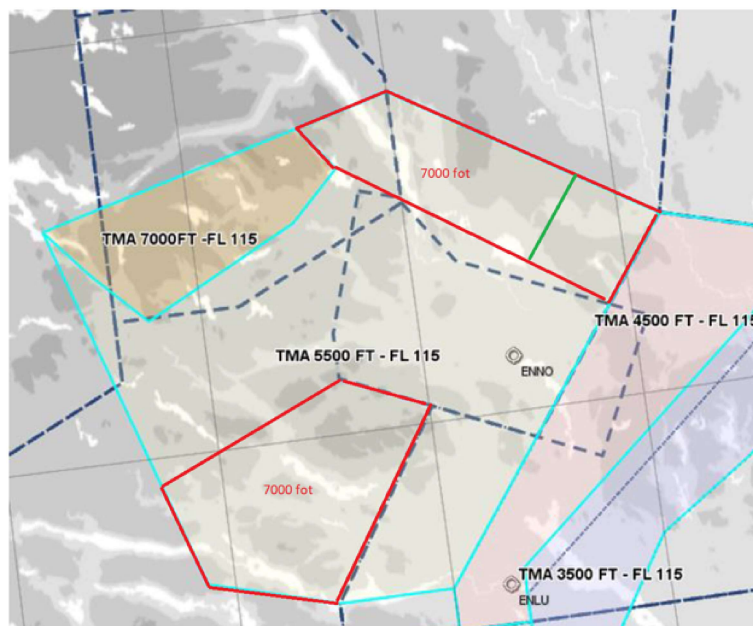 7000 fot
TMA 7000FT -FL 115
TMA 4500 FT - FL 115
TMA 5500 FT - FL 115
ENNO
7000 fot
TMA 3500 FT - FL 115
ENLU